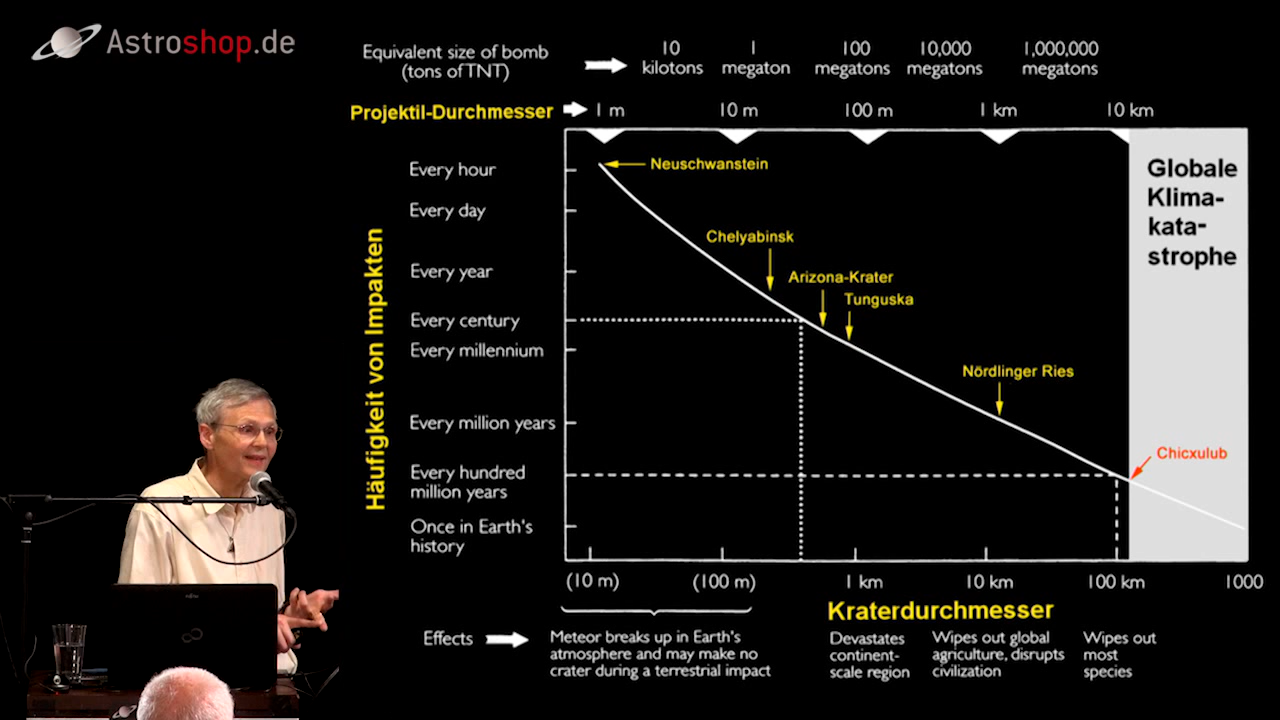 Astroshop.de
Equivalent size of bomb
(tons of TNT)
10
kilotons
1
megaton
100
megatons
10,000
megatons
1,000,000
megatons
Projektil-Durchmesser
1 m
10 m
100 m
1 km
10 km
Häufigkeit von Impakten
Every hour
Every day
Every year
Every century
Every millennium
Every million years
Every hundred
million years
Once in Earth's
history
Neuschwanstein
Chelyabinsk
Arizona-Krater
Tunguska
Nördlinger Ries
Chicxulub
Globale
Klima-
kata-
strophe
(10 m)
(100 m)
1 km
10 km
100 km
1000
Kraterdurchmesser
Effects
Meteor breaks up in Earth's
atmosphere and may make no
crater during a terrestrial impact
Devastates
continent-
scale region
Wipes out global
agriculture, disrupts
civilization
Wipes out
most
species